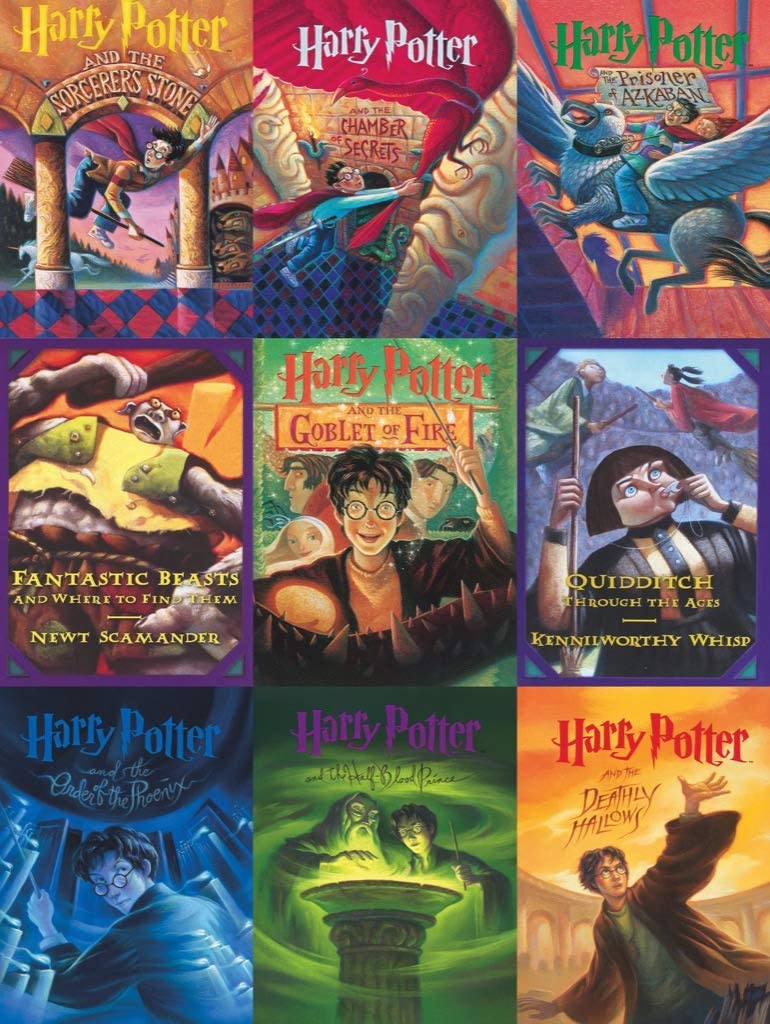 Harry Potter
AND THE
SORCERERS STONE
Harry Potter
AND THE
CHAMBER
OF
SECRETS
Harry Potter
AND
THE Prisoner
of AZKABAN
FANTASTIC BEASTS
AND WHERE TO FIND THEM
NEWT SCAMANDER
Harry Potter
AND THE
GOBLET OF FIRE
QUIDDITCH
THROUGH THE AGES
KENNILWORTHY WHISP
Harry Potter
and the
Order of the Phoenix
Harry Potter
and the Half-Blood Prince
Harry Potter
AND THE
DEATHLY
HALLOWS